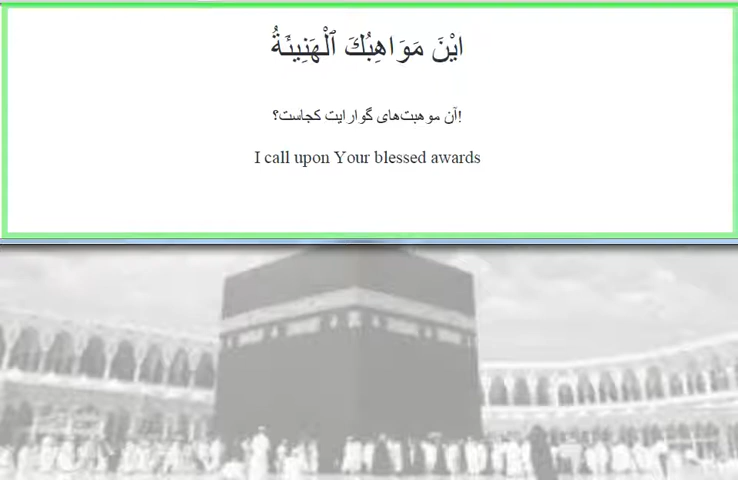 ايْنَ مَوَاهِبُكَ ٱلْهَنِيئَةُ
آن موهبت‌های گوارایت کجاست؟!
I call upon Your blessed awards